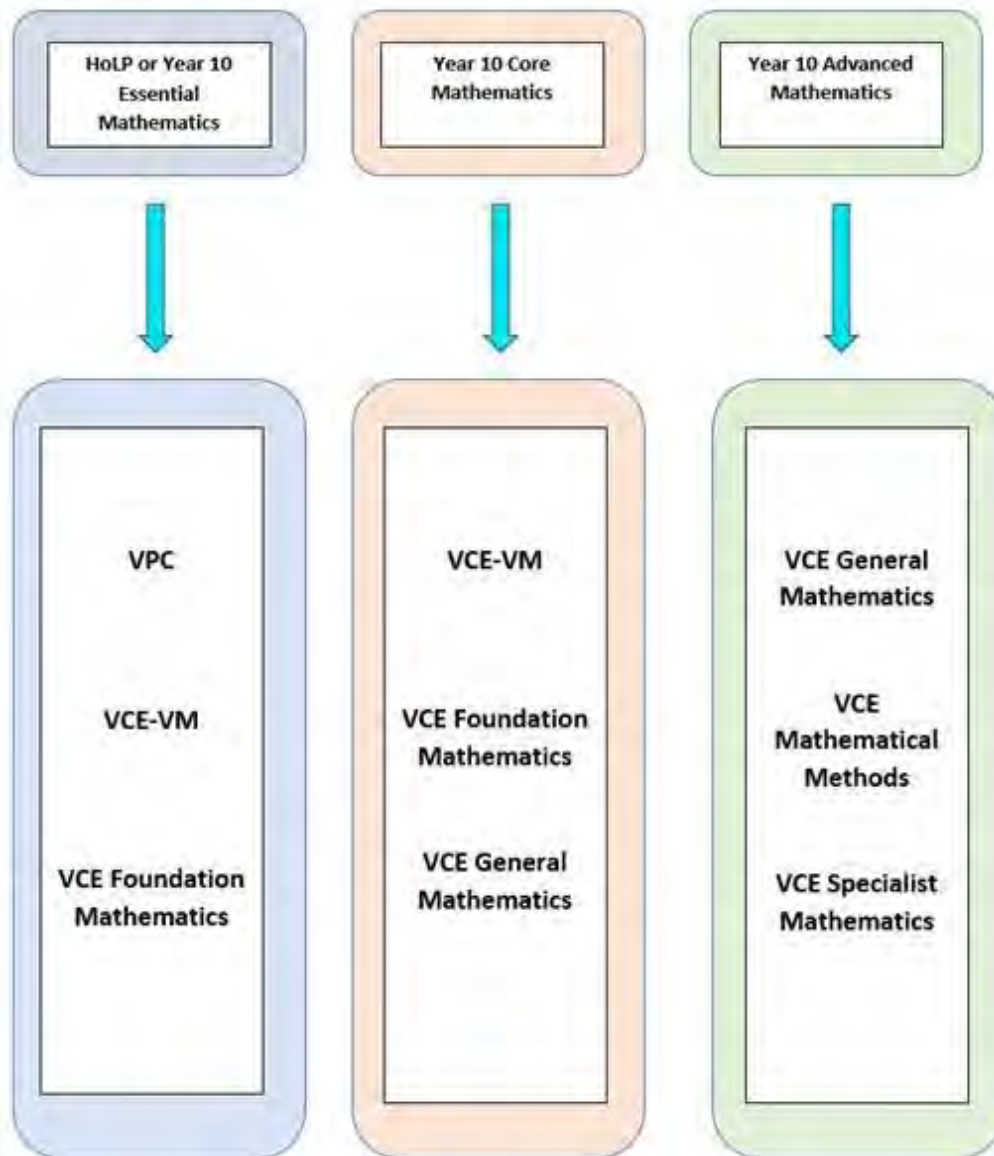 HoLP or Year 10
Essential
Mathematics
Year 10 Core
Mathematics
Year 10 Advanced
Mathematics
VPC
VCE-VM
VCE Foundation
Mathematics
VCE-VM
VCE Foundation
Mathematics
VCE General
Mathematics
VCE General
Mathematics
VCE
Mathematical
Methods
VCE Specialist
Mathematics